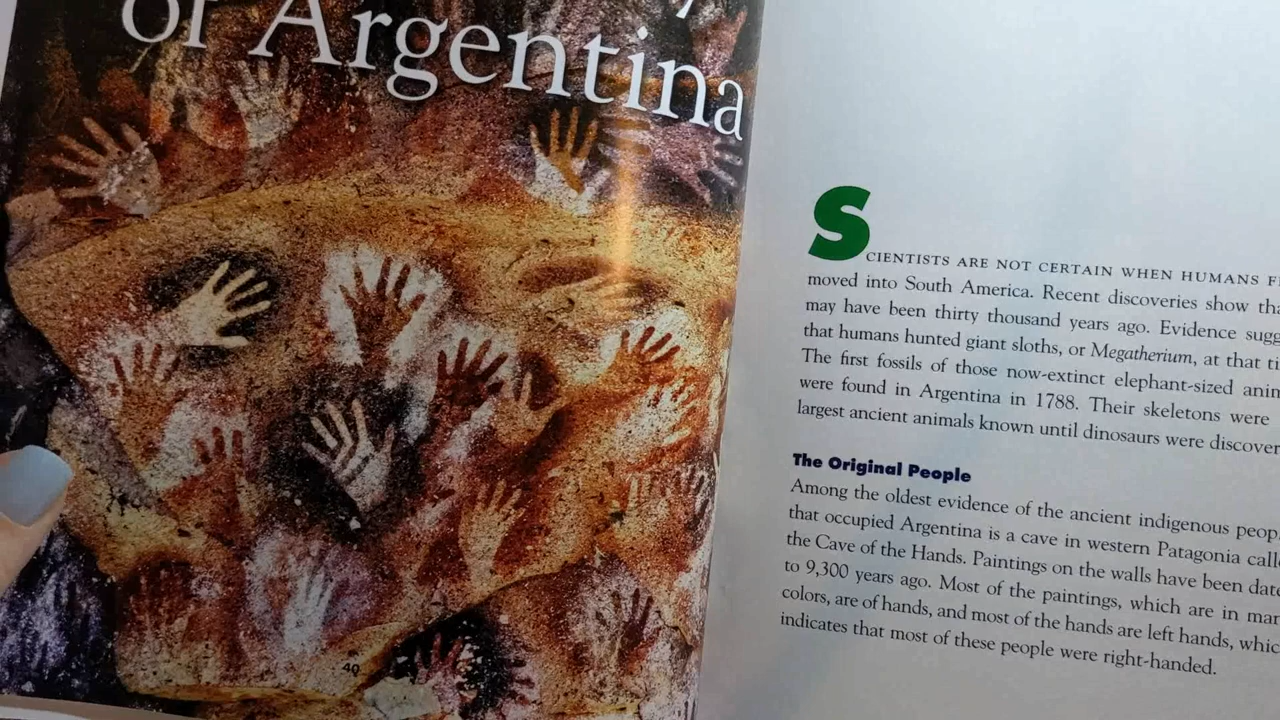 of Argentina
40
SCIENTISTS ARE NOT CERTAIN WHEN HUMANS
moved into South America. Recent discoveries show
may have been thirty thousand years ago. Evidence
that humans hunted giant sloths, or Megatherium, at that
The first fossils of those now-extinct elephant-sized
were found in Argentina in 1788. Their skeletons were
largest ancient animals known until dinosaurs were
The Original People
Among the oldest evidence of the ancient indigenous
that occupied Argentina is a cave in western Patagonia
the Cave of the Hands. Paintings on the walls have been
to 9,300 years ago. Most of the paintings, which are in
colors, are of hands, and most of the hands are left hands,
indicates that most of these people were right-handed.